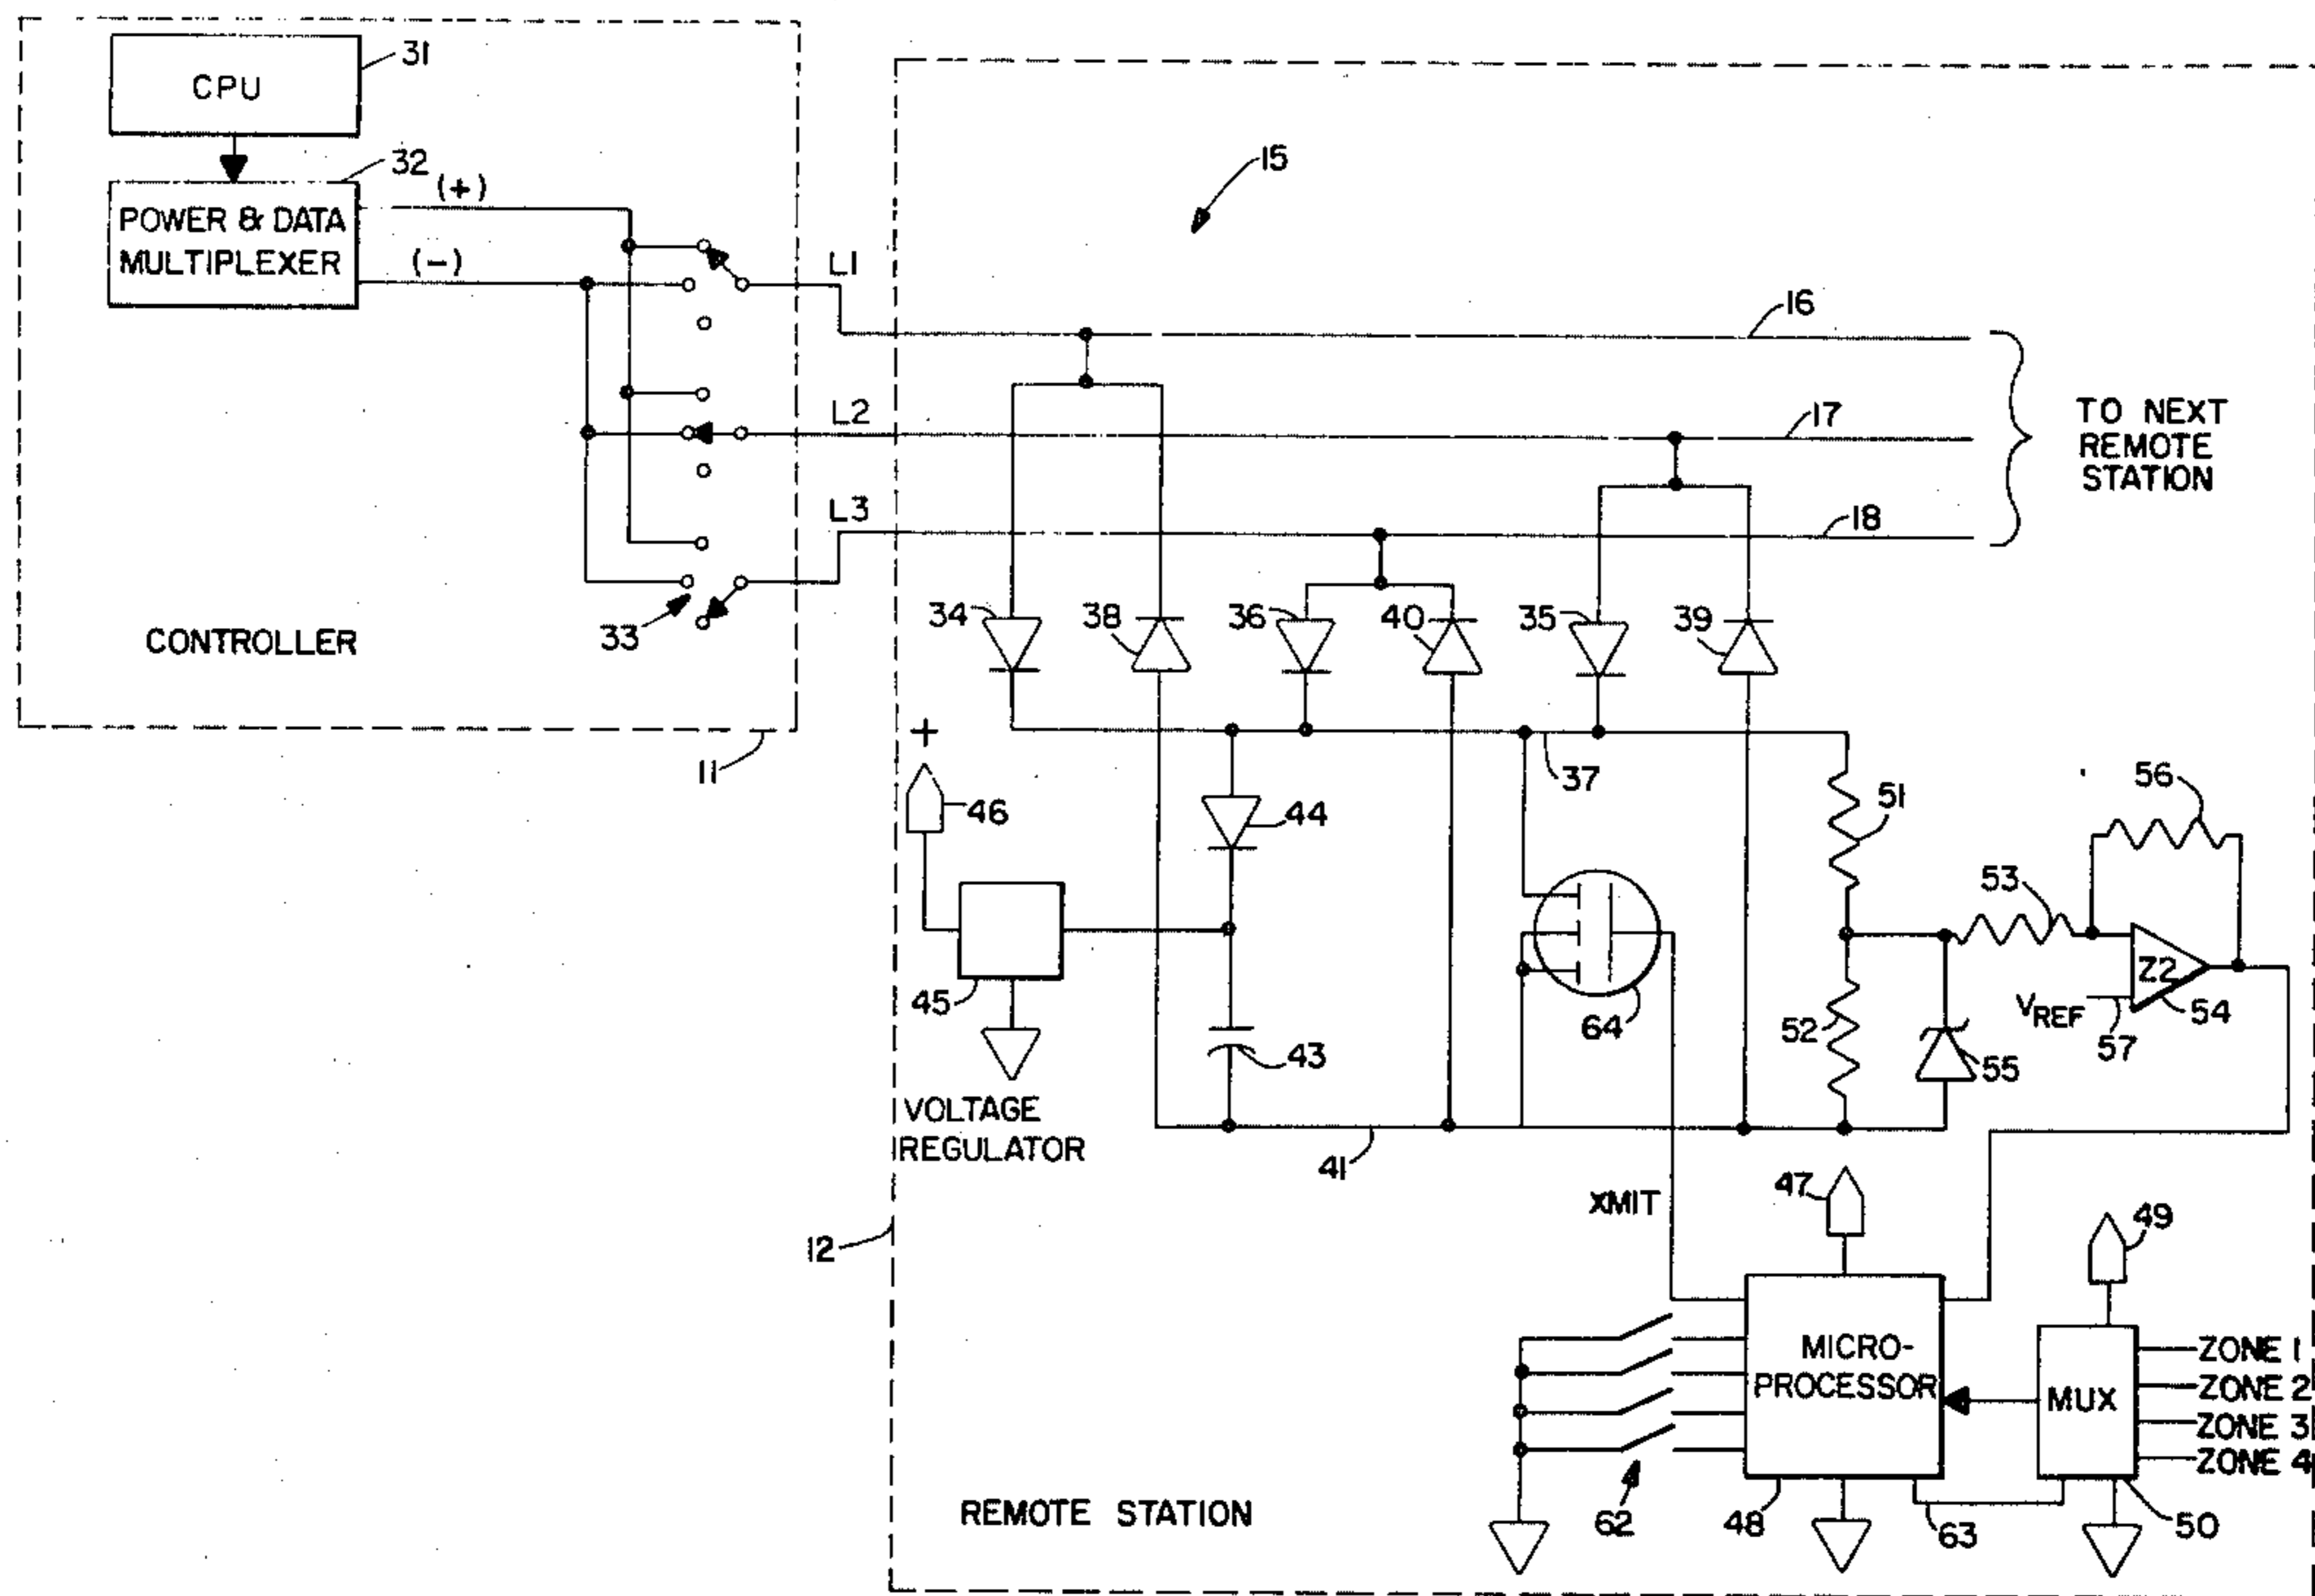 CPU
31
32
POWER & DATA
MULTIPLEXER
(+)
(-)
L1
L2
L3
33
CONTROLLER
11
15
16
17
18
TO NEXT
REMOTE
STATION
34
38
36
40
35
39
+
46
44
37
51
56
45
53
Z2
54
VREF
57
64
52
55
43
VOLTAGE
REGULATOR
41
12
XMIT
47
49
MICRO-
PROCESSOR
MUX
ZONE 1
ZONE 2
ZONE 3
ZONE 4
62
48
63
50
REMOTE STATION